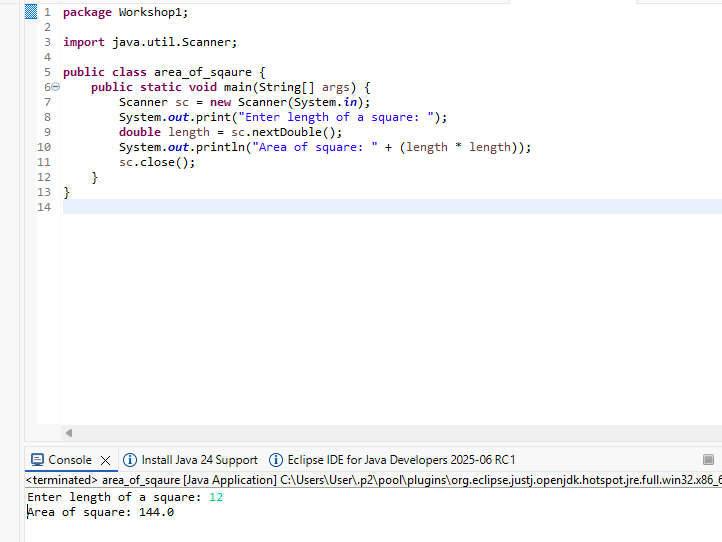 1 package Workshop1;
2
3 import java.util.Scanner;
4
5 public class area_of_sqaure {
6 public static void main(String[] args) {
7 Scanner sc = new Scanner(System.in);
8 System.out.print("Enter length of a square: ");
9 double length = sc.nextDouble();
10 System.out.println("Area of square: " + (length * length));
11 sc.close();
12 }
13 }
14
Console Install Java 24 Support Eclipse IDE for Java Developers 2025-06 RC1
<terminated> area_of_sqaure [Java Application] C:\Users\User\.p2\pool\plugins\org.eclipse.justj.openjdk.hotspot.jre.full.win32.x86_6
Enter length of a square: 12
Area of square: 144.0